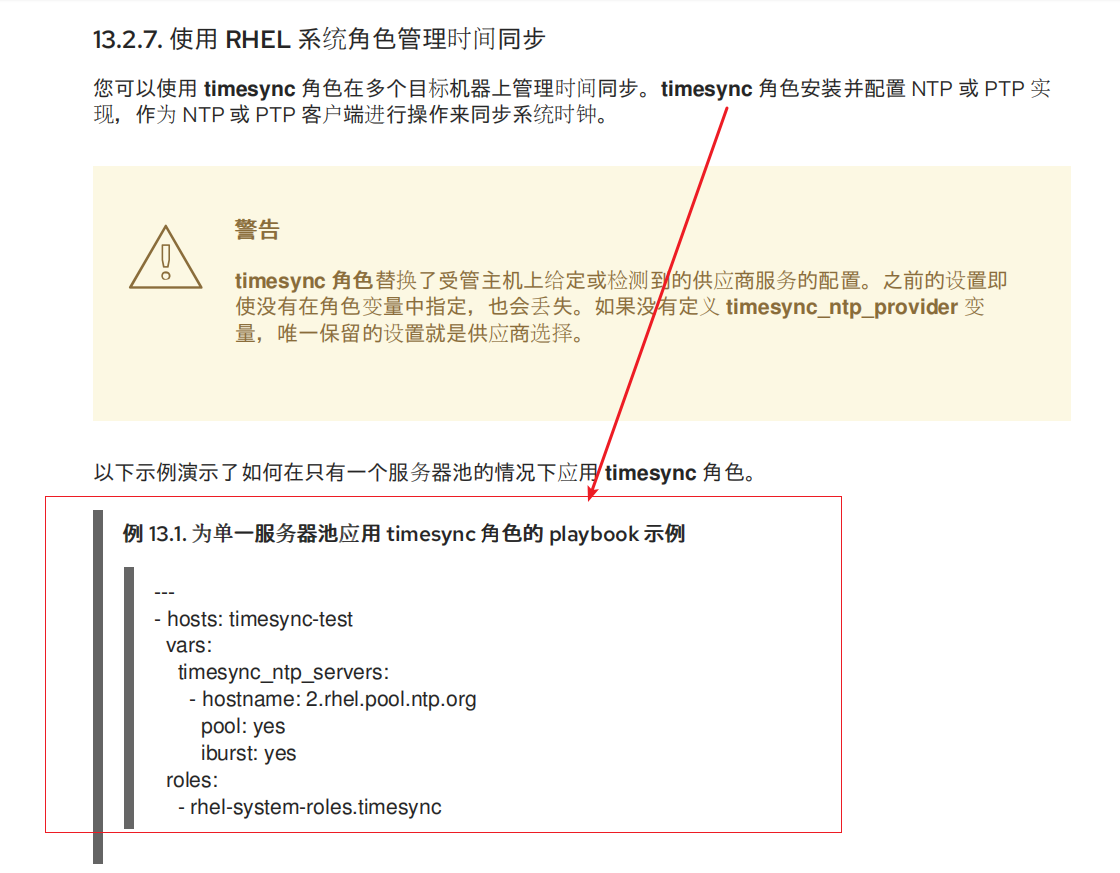 13.2.7. 使用 RHEL 系统角色管理时间同步
您可以使用 timesync 角色在多个目标机器上管理时间同步。timesync 角色安装并配置 NTP 或 PTP 实
现，作为 NTP 或 PTP 客户端进行操作来同步系统时钟。
警告
timesync 角色替换了受管主机上给定或检测到的供应商服务的配置。之前的设置即
使没有在角色变量中指定，也会丢失。如果没有定义 timesync_ntp_provider 变
量，唯一保留的设置就是供应商选择。
以下示例演示了如何在只有一个服务器池的情况下应用 timesync 角色。
例 13.1. 为单一服务器池应用 timesync 角色的 playbook 示例
---
- hosts: timesync-test
  vars:
    timesync_ntp_servers:
      - hostname: 2.rhel.pool.ntp.org
        pool: yes
        iburst: yes
  roles:
    - rhel-system-roles.timesync